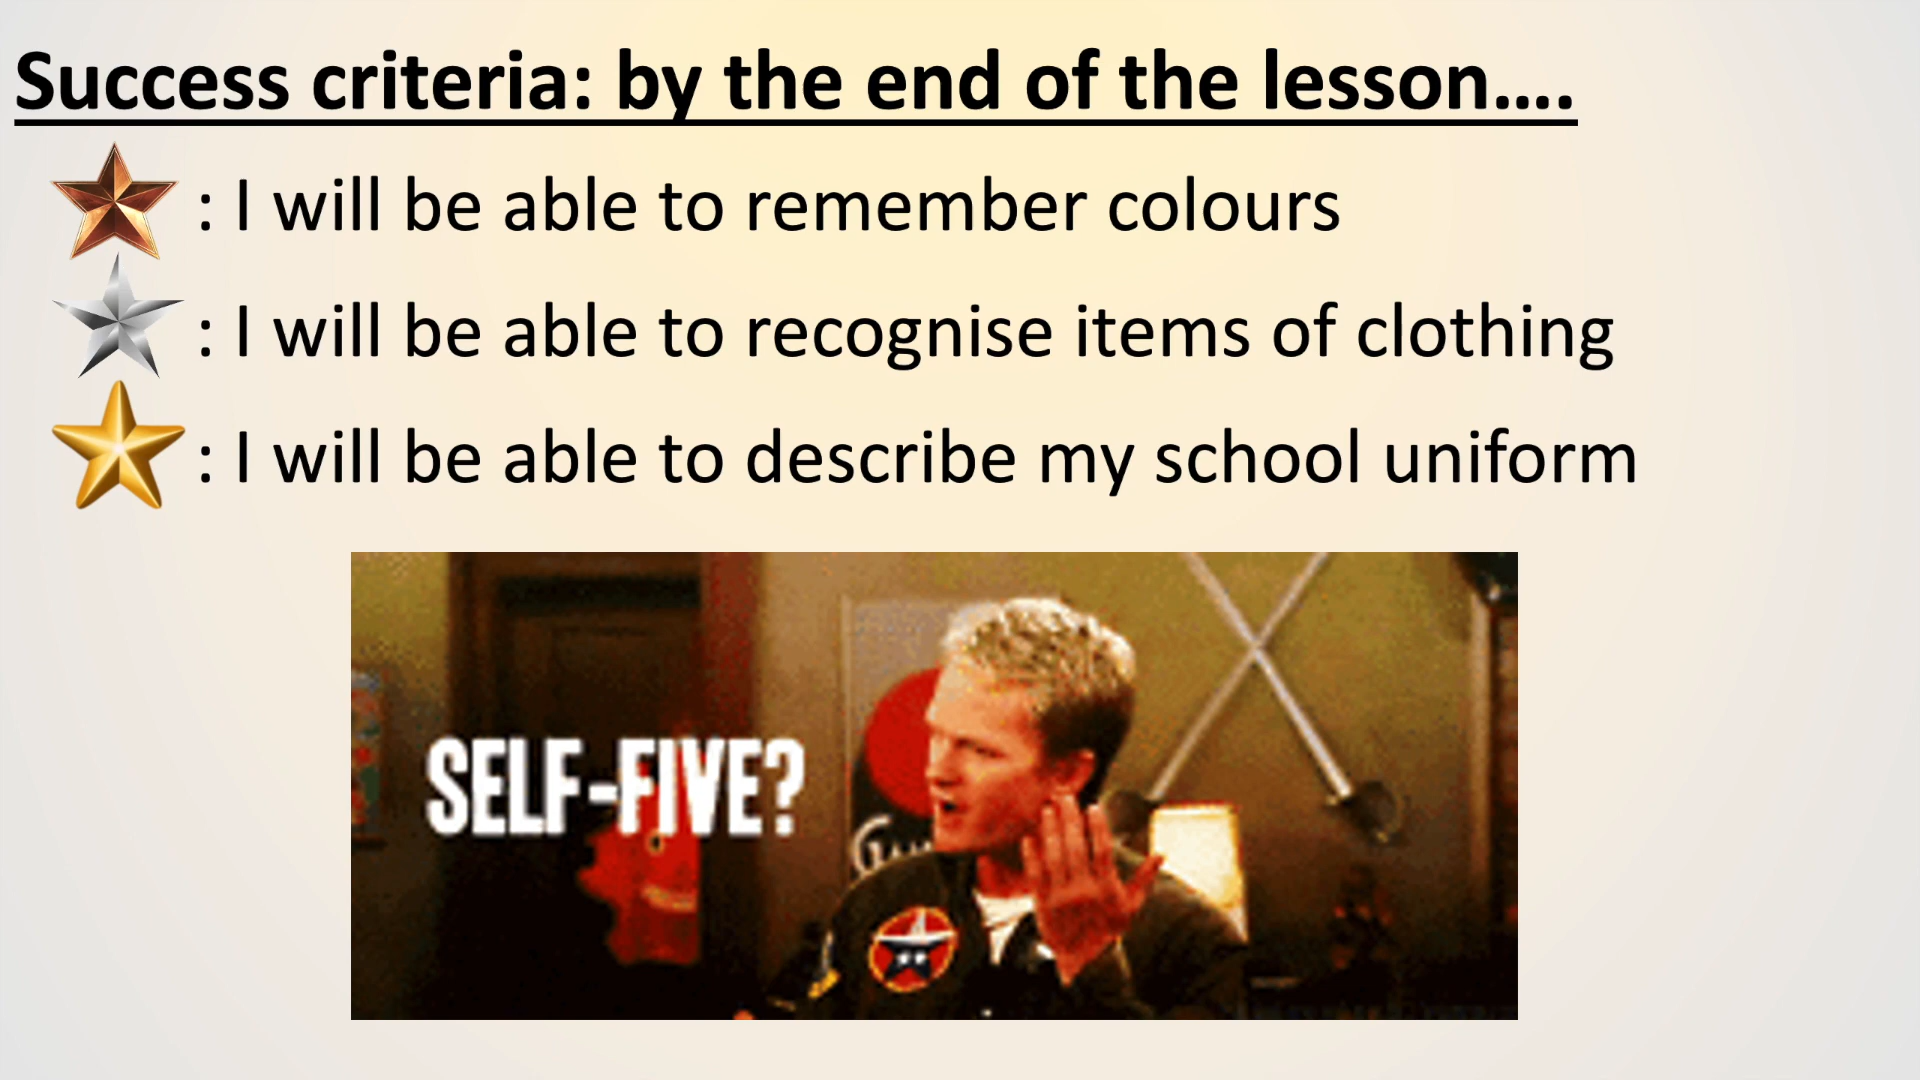 Success criteria: by the end of the lesson....
: I will be able to remember colours
: I will be able to recognise items of clothing
: I will be able to describe my school uniform
SELF-FIVE?